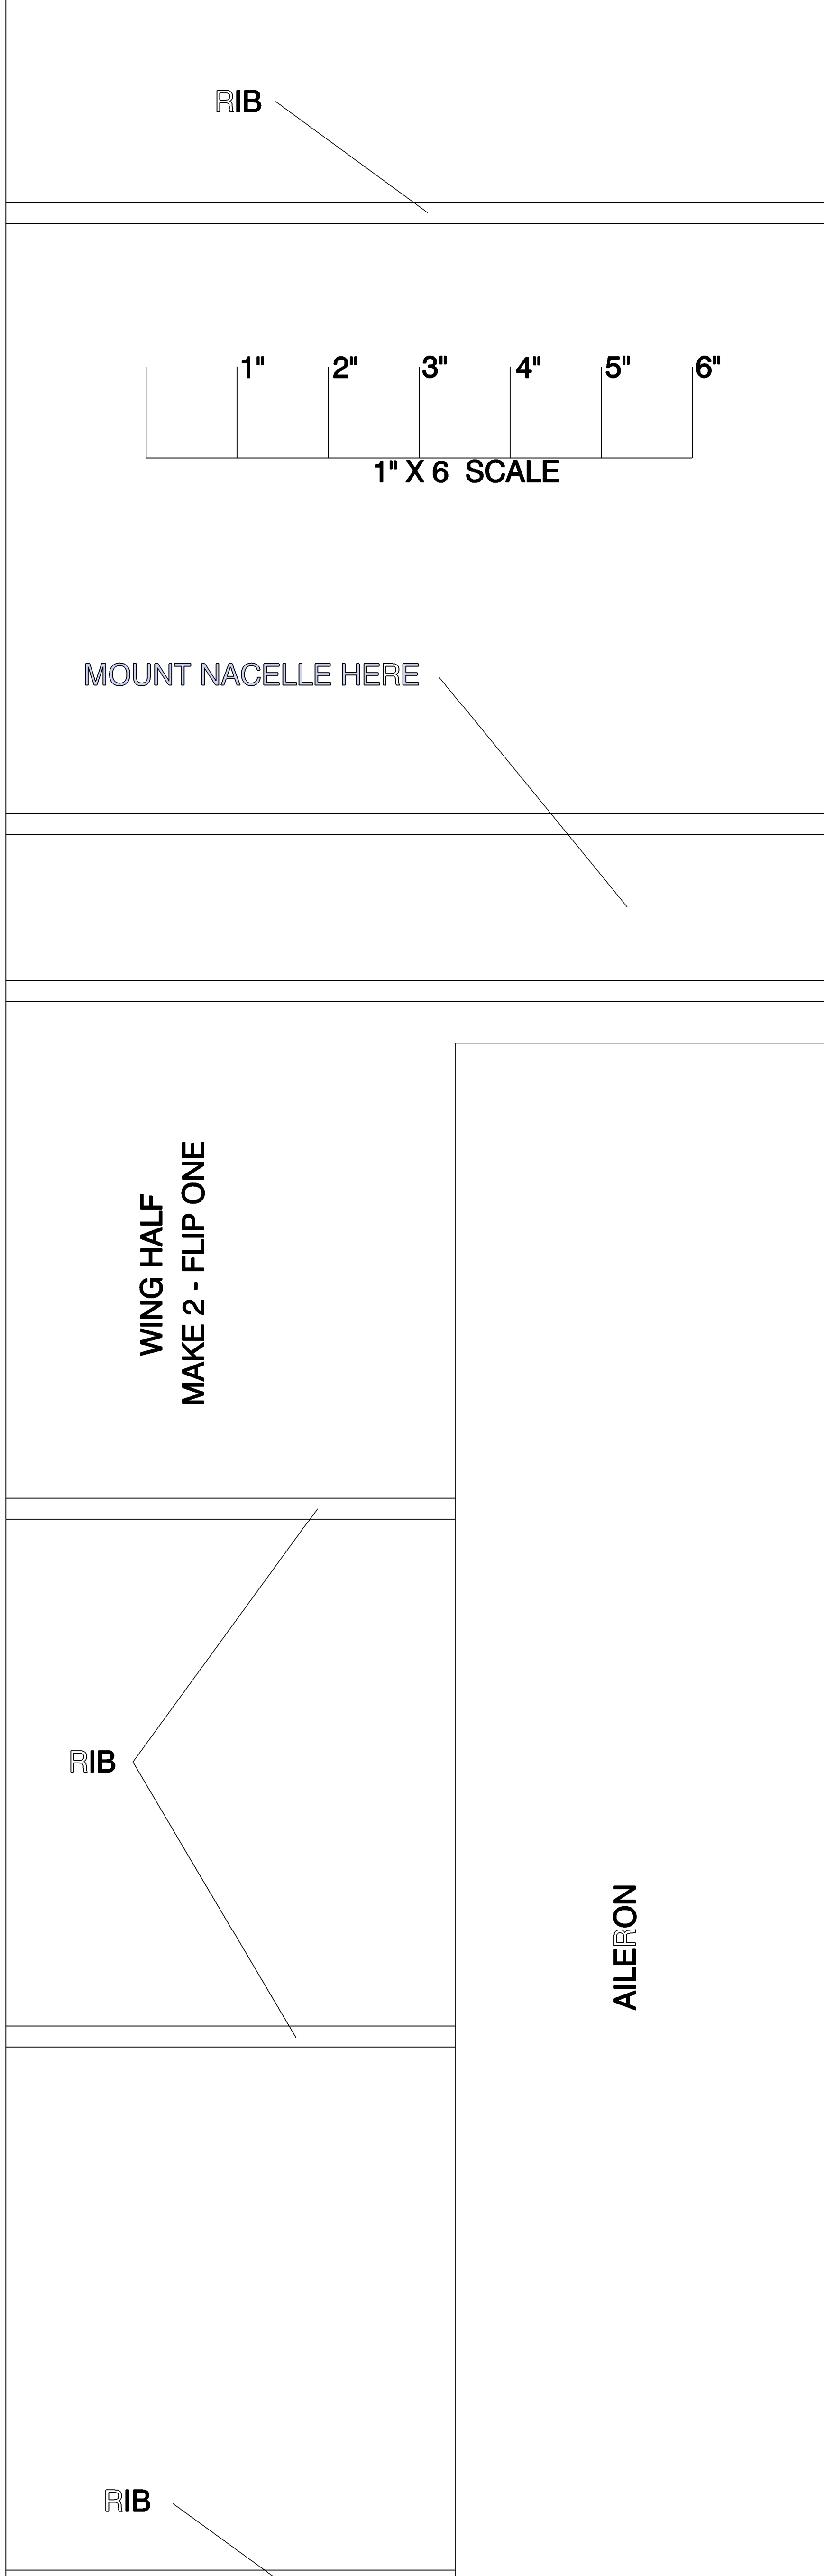 RIB
1" 2" 3" 4" 5" 6"
1" X 6 SCALE
MOUNT NACELLE HERE
WING HALF
MAKE 2 - FLIP ONE
RIB
AILERON
RIB